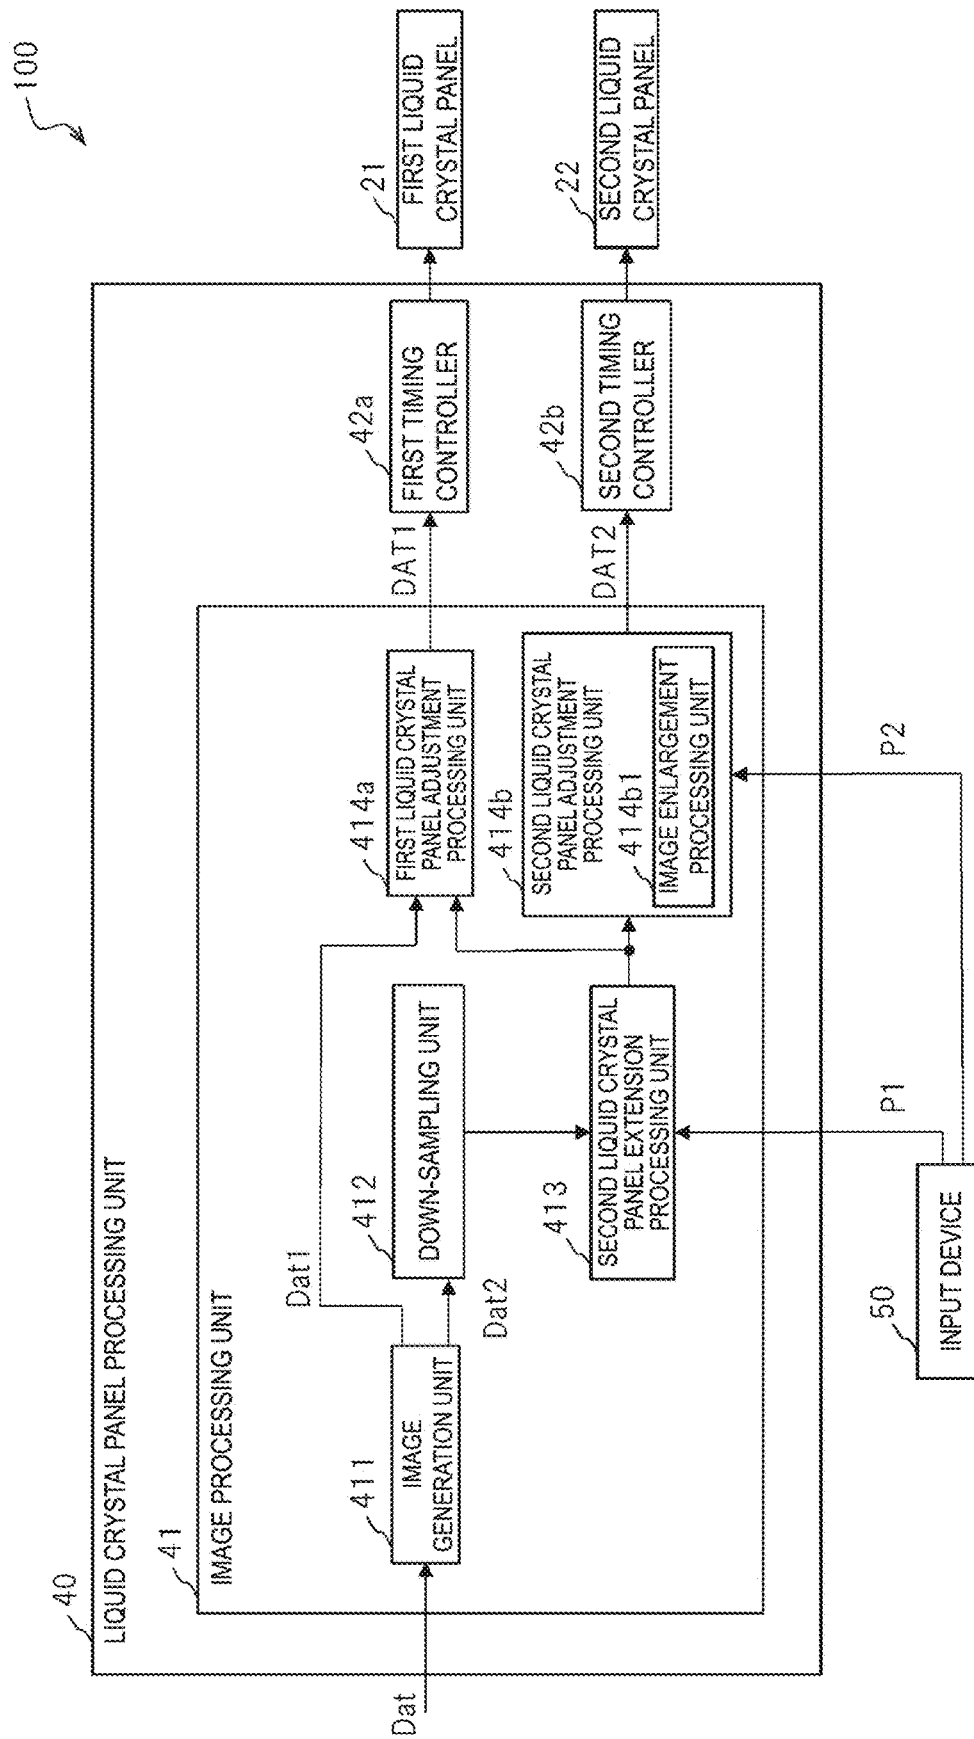 100
40
LIQUID CRYSTAL PANEL PROCESSING UNIT
41
IMAGE PROCESSING UNIT
Dat
411
IMAGE
GENERATION UNIT
Dat1
Dat2
412
DOWN-SAMPLING UNIT
413
SECOND LIQUID CRYSTAL
PANEL EXTENSION
PROCESSING UNIT
414a
FIRST LIQUID CRYSTAL
PANEL ADJUSTMENT
PROCESSING UNIT
414b
SECOND LIQUID CRYSTAL
PANEL ADJUSTMENT
PROCESSING UNIT
414b1
IMAGE ENLARGEMENT
PROCESSING UNIT
DAT1
DAT2
42a
FIRST TIMING
CONTROLLER
42b
SECOND TIMING
CONTROLLER
21
FIRST LIQUID
CRYSTAL PANEL
22
SECOND LIQUID
CRYSTAL PANEL
50
INPUT DEVICE
P1
P2